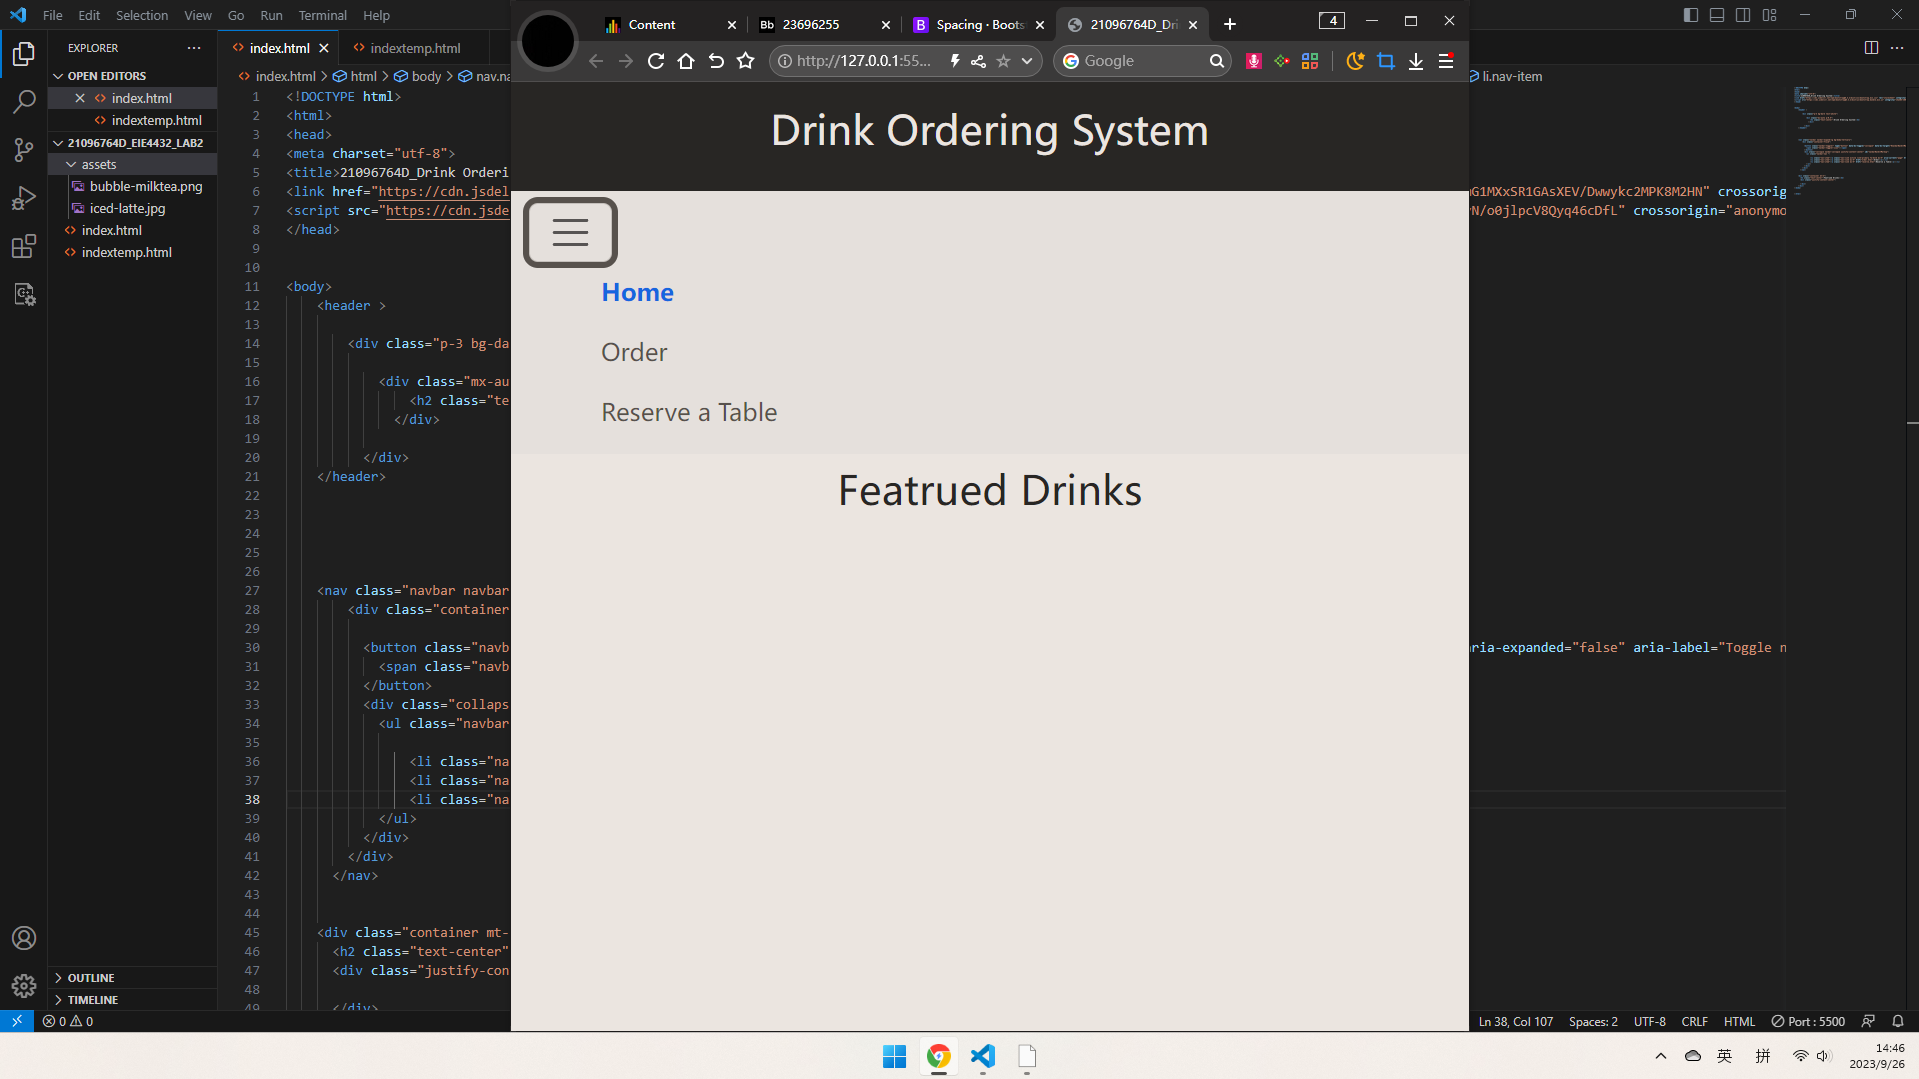 File Edit Selection View Go Run Terminal Help
EXPLORER
OPEN EDITORS
index.html
indextemp.html
21096764D_EIE4432_LAB2
assets
bubble-milktea.png
iced-latte.jpg
index.html
indextemp.html
OUTLINE
TIMELINE
index.html
indextemp.html
index.html > html > body > nav.na
1 <!DOCTYPE html>
2 <html>
3 <head>
4 <meta charset="utf-8">
5 <title>21096764D_Drink Orderi
6 <link href="https://cdn.jsdel
7 <script src="https://cdn.jsde
8 </head>
9
10
11 <body>
12 <header >
13
14 <div class="p-3 bg-da
15
16 <div class="mx-au
17 <h2 class="te
18 </div>
19
20 </div>
21 </header>
22
23
24
25
26
27 <nav class="navbar navbar
28 <div class="container
29
30 <button class="navb
31 <span class="navb
32 </button>
33 <div class="collaps
34 <ul class="navbar
35
36 <li class="na
37 <li class="na
38 <li class="na
39 </ul>
40 </div>
41 </div>
42 </nav>
43
44
45 <div class="container mt-
46 <h2 class="text-center"
47 <div class="justify-con
48
49 </div>
Content
Bb 23696255
B Spacing · Boots
21096764D_Dri
4
http://127.0.0.1:55...
Google
Drink Ordering System
Home
Order
Reserve a Table
Featrued Drinks
li.nav-item
G1MXxSR1GAsXEV/Dwwykc2MPK8M2HN" crossorig
N/o0jlpcV8Qyq46cDfL" crossorigin="anonymo
ria-expanded="false" aria-label="Toggle n
0 0
Ln 38, Col 107 Spaces: 2 UTF-8 CRLF HTML Port : 5500
英 拼
14:46
2023/9/26